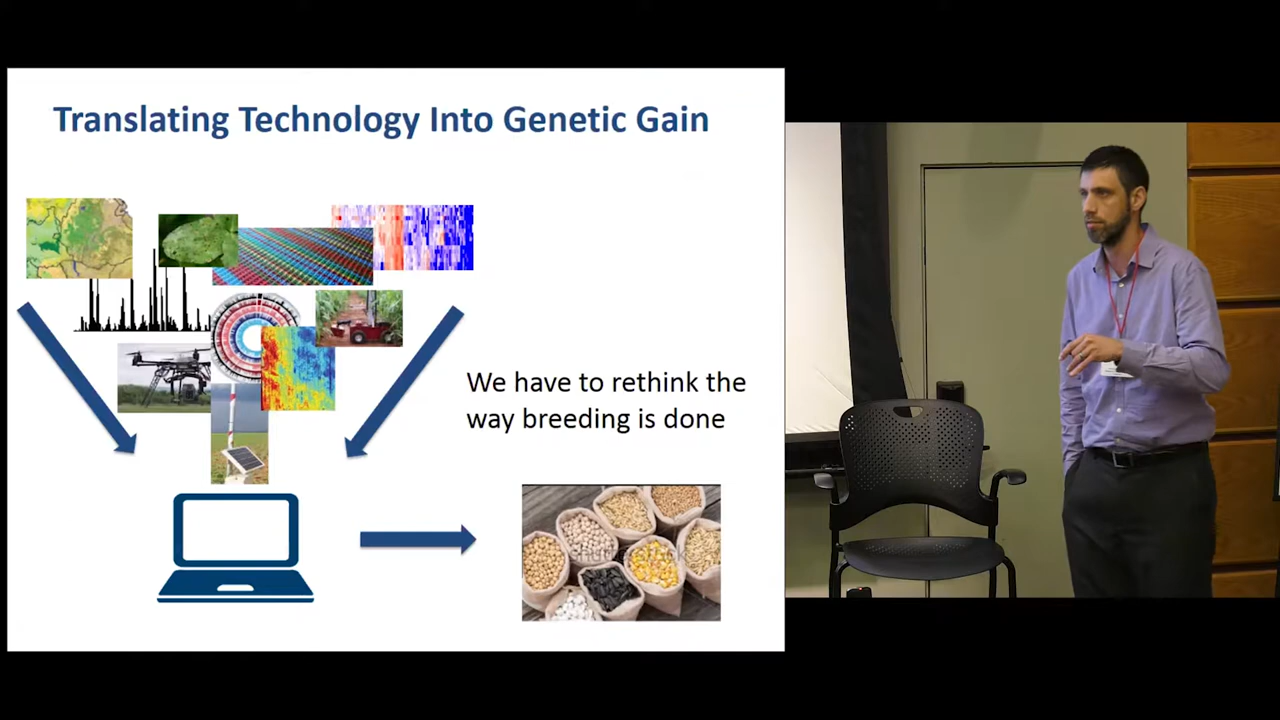 Translating Technology Into Genetic Gain
We have to rethink the
way breeding is done